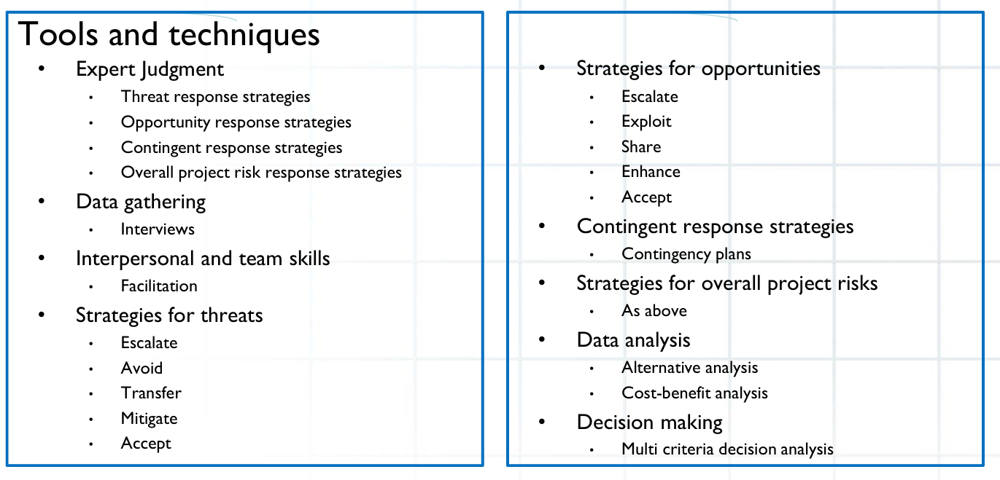 Tools and techniques
• Expert Judgment
• Threat response strategies
• Opportunity response strategies
• Contingent response strategies
• Overall project risk response strategies
• Data gathering
• Interviews
• Interpersonal and team skills
• Facilitation
• Strategies for threats
• Escalate
• Avoid
• Transfer
• Mitigate
• Accept
• Strategies for opportunities
• Escalate
• Exploit
• Share
• Enhance
• Accept
• Contingent response strategies
• Contingency plans
• Strategies for overall project risks
• As above
• Data analysis
• Alternative analysis
• Cost-benefit analysis
• Decision making
• Multi criteria decision analysis